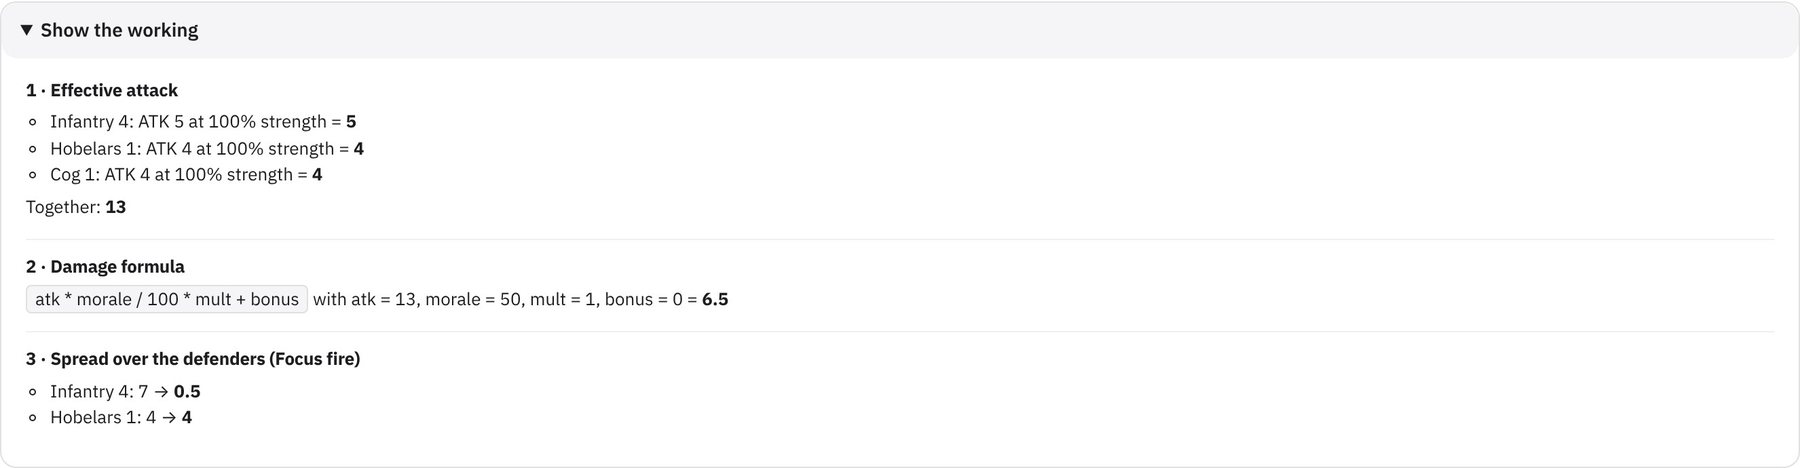 ▼ Show the working
1 · Effective attack
Infantry 4: ATK 5 at 100% strength = 5
Hobelars 1: ATK 4 at 100% strength = 4
Cog 1: ATK 4 at 100% strength = 4
Together: 13
2 · Damage formula
atk * morale / 100 * mult + bonus with atk = 13, morale = 50, mult = 1, bonus = 0 = 6.5
3 · Spread over the defenders (Focus fire)
Infantry 4: 7 → 0.5
Hobelars 1: 4 → 4